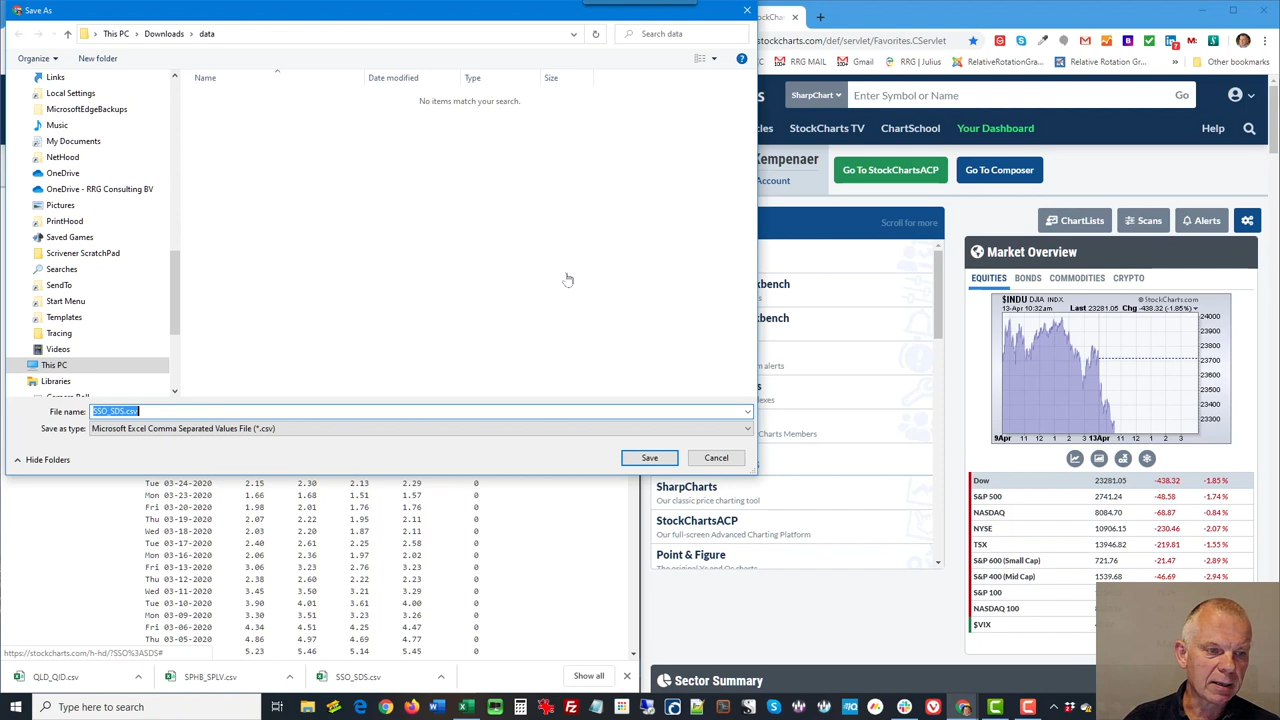 Save As
This PC > Downloads > data
Search data
Organize
New folder
Name
Date modified
Type
Size
No items match your search.
Links
Local Settings
MicrosoftEdgeBackups
Music
My Documents
NetHood
OneDrive
OneDrive - RRG Consulting BV
Pictures
PrintHood
Saved Games
Scrivener ScratchPad
Searches
SendTo
Start Menu
Templates
Tracing
Videos
This PC
Libraries
File name: SSO_SDS.csv
Save as type: Microsoft Excel Comma Separated Values File (*.csv)
Hide Folders
Save
Cancel
Tue 03-24-2020 2.15 2.30 2.13 2.29 0
Mon 03-23-2020 1.66 1.68 1.51 1.57 0
Fri 03-20-2020 1.98 2.01 1.76 1.76 0
Thu 03-19-2020 2.07 2.22 1.95 2.11 0
Wed 03-18-2020 2.03 2.20 1.87 2.11 0
Tue 03-17-2020 2.40 2.61 2.25 2.58 0
Mon 03-16-2020 2.06 2.36 1.97 2.02 0
Fri 03-13-2020 3.06 3.23 2.76 3.23 0
Thu 03-12-2020 2.38 2.60 2.22 2.23 0
Wed 03-11-2020 3.45 3.50 3.21 3.29 0
Tue 03-10-2020 3.90 4.01 3.61 4.00 0
Mon 03-09-2020 3.30 3.51 3.23 3.26 0
Fri 03-06-2020 4.34 4.51 4.25 4.47 0
Thu 03-05-2020 4.86 4.97 4.69 4.77 0
5.23 5.46 5.14 5.45 0
https://stockcharts.com/h-hd/?SSO%3ASDS#
QLD_QID.csv
SPHB_SPLV.csv
SSO_SDS.csv
Show all
Type here to search
stockcharts.com/def/servlet/Favorites.CServlet
RRG MAIL
Gmail
RRG | Julius
RelativeRotationGra...
Relative Rotation G...
Other bookmarks
SharpChart
Enter Symbol or Name
Go
StockCharts TV
ChartSchool
Your Dashboard
Help
Kempenaer
Account
Go To StockChartsACP
Go To Composer
Scroll for more
ChartLists
Scans
Alerts
Market Overview
EQUITIES
BONDS
COMMODITIES
CRYPTO
$INDU DJIA INDX
© StockCharts.com
13-Apr 10:32am
Last 23281.05
Chg -438.32 (-1.85%)
24000
23900
23800
23700
23600
23500
23400
23300
9Apr 11 12 1 2 3 13Apr 11 12 1 2 3
Dow 23281.05 -438.32 -1.85 %
S&P 500 2741.24 -48.58 -1.74 %
NASDAQ 8084.70 -68.87 -0.84 %
NYSE 10906.15 -230.46 -2.07 %
TSX 13946.82 -219.81 -1.55 %
S&P 600 (Small Cap) 721.76 -21.47 -2.89 %
S&P 400 (Mid Cap) 1539.68 -46.69 -2.94 %
S&P 100
NASDAQ 100
$VIX
SharpCharts
Our classic price charting tool
StockChartsACP
Our full-screen Advanced Charting Platform
Point & Figure
The original Xs and Os charts
Sector Summary